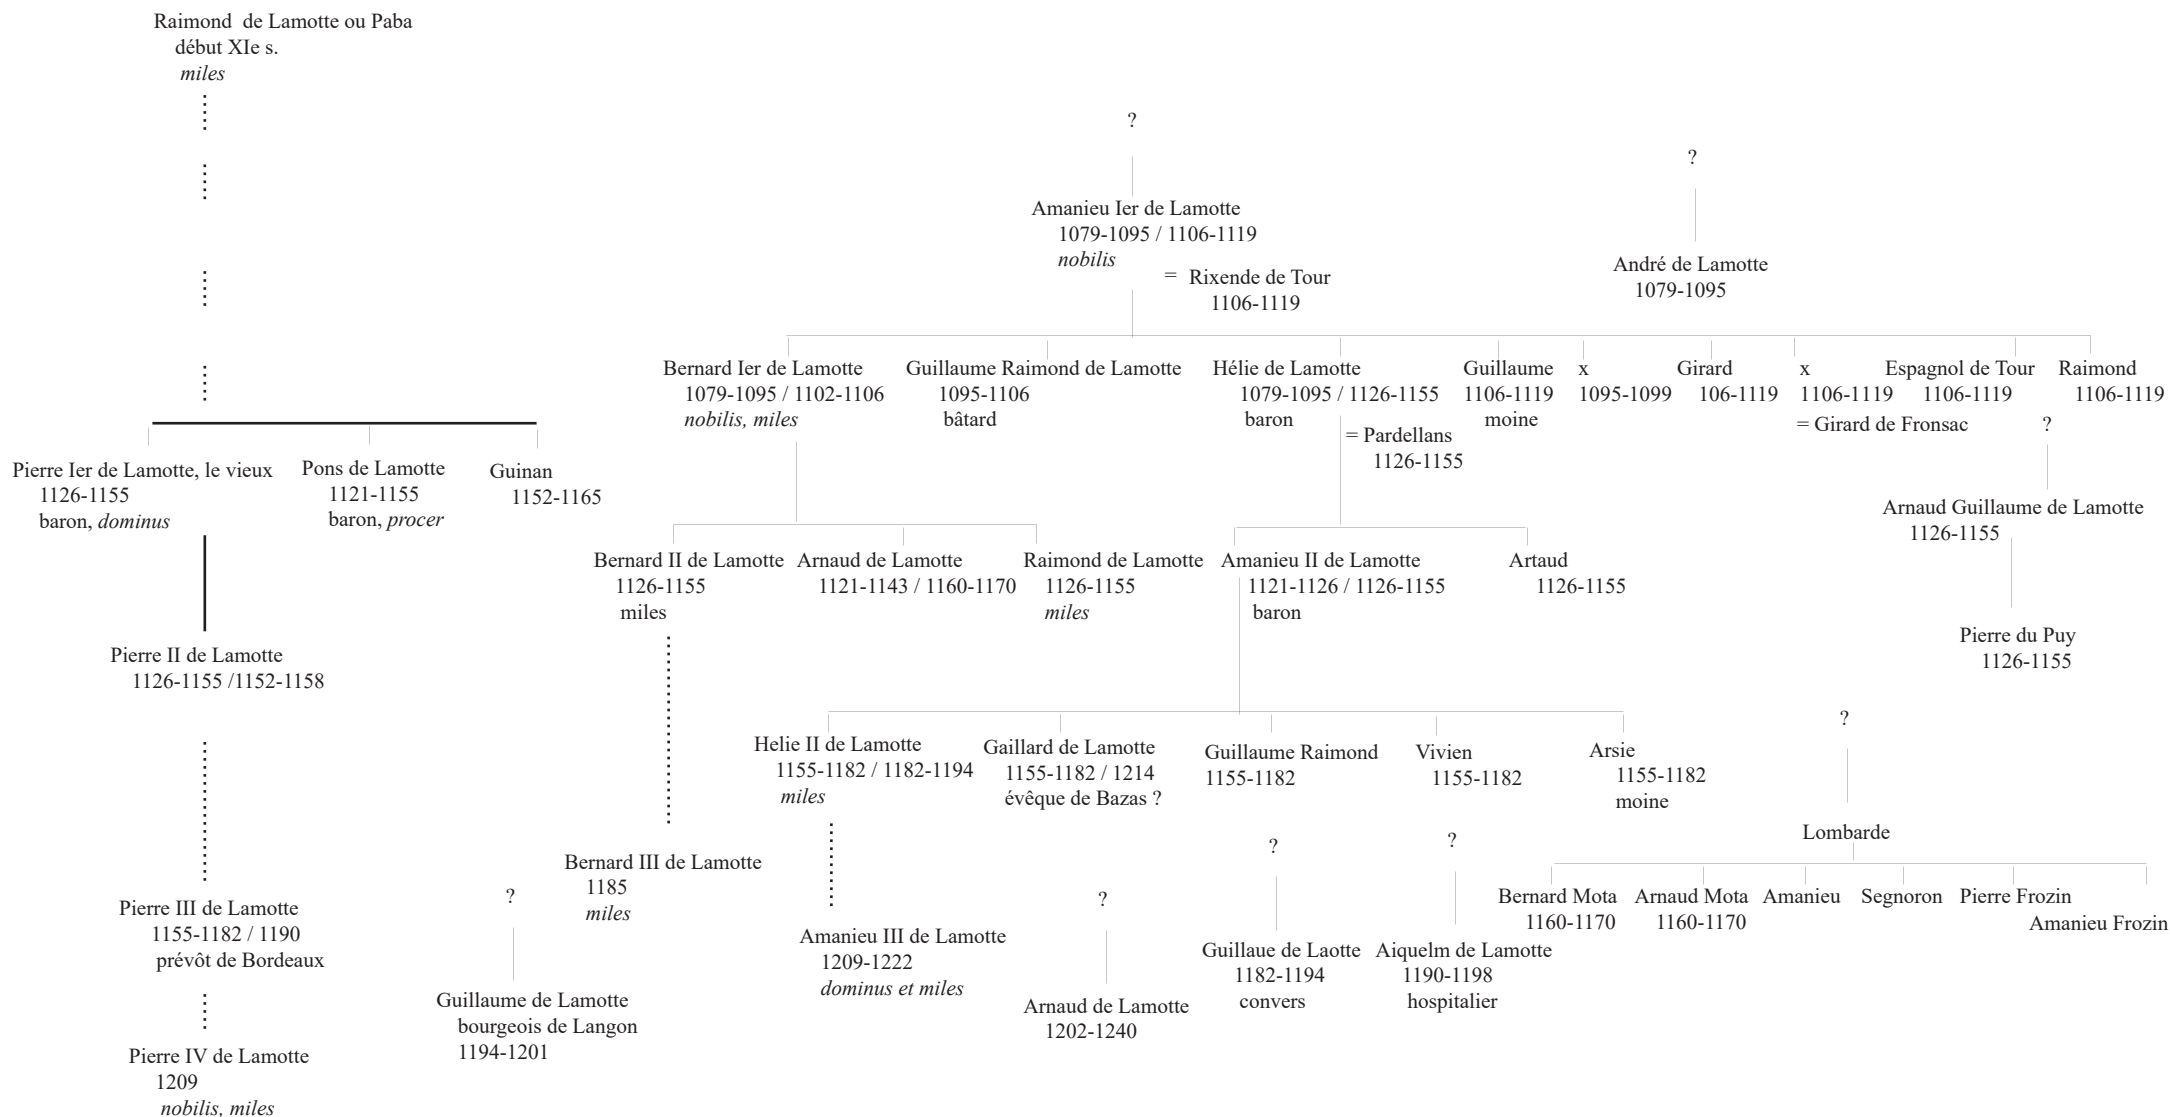 Raimond de Lamotte ou Paba
début XIe s.
miles
?
?
Amanieu Ier de Lamotte
1079-1095 / 1106-1119
nobilis
= Rixende de Tour
1106-1119
André de Lamotte
1079-1095
Bernard Ier de Lamotte
1079-1095 / 1102-1106
nobilis, miles
Guillaume Raimond de Lamotte
1095-1106
bâtard
Hélie de Lamotte
1079-1095 / 1126-1155
baron
= Pardellans
1126-1155
Guillaume
1106-1119
moine
x
1095-1099
Girard
106-1119
x
1106-1119
= Girard de Fronsac
Espagnol de Tour
1106-1119
Raimond
1106-1119
?
Arnaud Guillaume de Lamotte
1126-1155
Pierre du Puy
1126-1155
Pierre Ier de Lamotte, le vieux
1126-1155
baron, dominus
Pons de Lamotte
1121-1155
baron, procer
Guinan
1152-1165
Bernard II de Lamotte
1126-1155
miles
Arnaud de Lamotte
1121-1143 / 1160-1170
Raimond de Lamotte
1126-1155
miles
Amanieu II de Lamotte
1121-1126 / 1126-1155
baron
Artaud
1126-1155
Pierre II de Lamotte
1126-1155 /1152-1158
Helie II de Lamotte
1155-1182 / 1182-1194
miles
Gaillard de Lamotte
1155-1182 / 1214
évêque de Bazas ?
Guillaume Raimond
1155-1182
Vivien
1155-1182
Arsie
1155-1182
moine
?
Lombarde
Bernard Mota
1160-1170
Arnaud Mota
1160-1170
Amanieu
Segnoron
Pierre Frozin
Amanieu Frozin
Pierre III de Lamotte
1155-1182 / 1190
prévôt de Bordeaux
?
Guillaume de Lamotte
bourgeois de Langon
1194-1201
Bernard III de Lamotte
1185
miles
Amanieu III de Lamotte
1209-1222
dominus et miles
?
Arnaud de Lamotte
1202-1240
?
Guillaue de Laotte
1182-1194
convers
?
Aiquelm de Lamotte
1190-1198
hospitalier
Pierre IV de Lamotte
1209
nobilis, miles